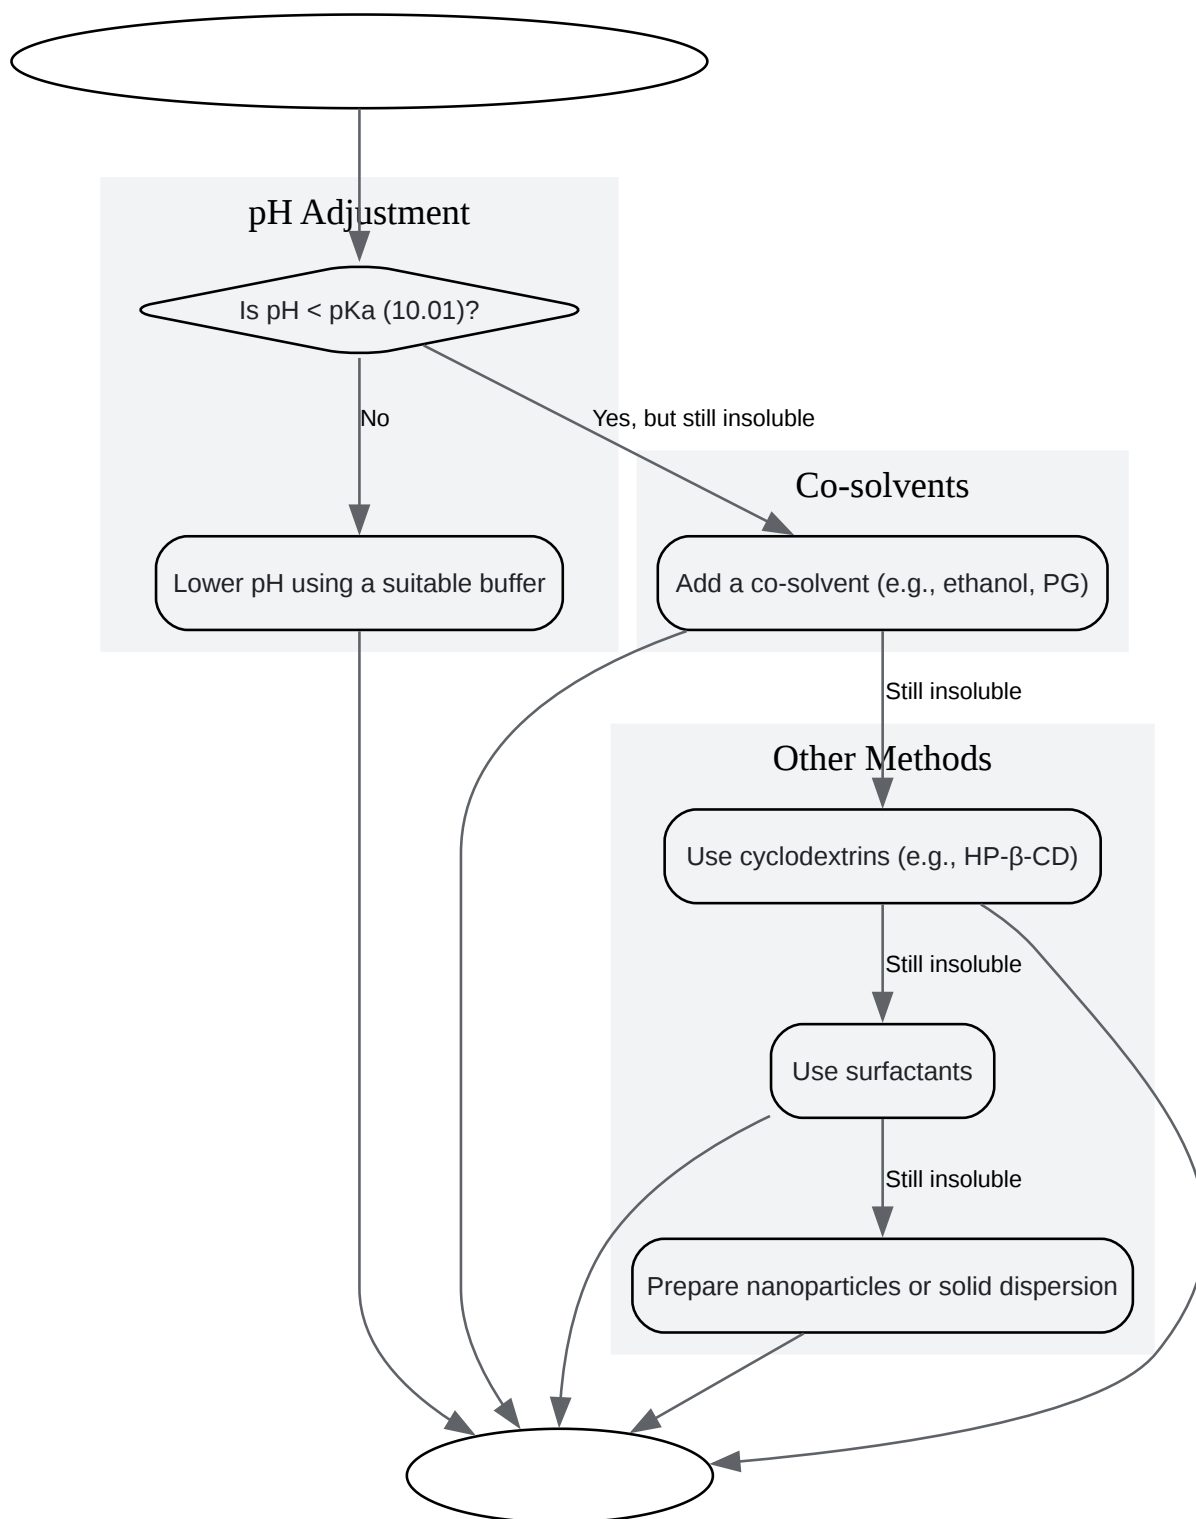 pH Adjustment
Is pH < pKa (10.01)?
No
Yes, but still insoluble
Lower pH using a suitable buffer
Co-solvents
Add a co-solvent (e.g., ethanol, PG)
Still insoluble
Other Methods
Use cyclodextrins (e.g., HP-β-CD)
Still insoluble
Use surfactants
Still insoluble
Prepare nanoparticles or solid dispersion